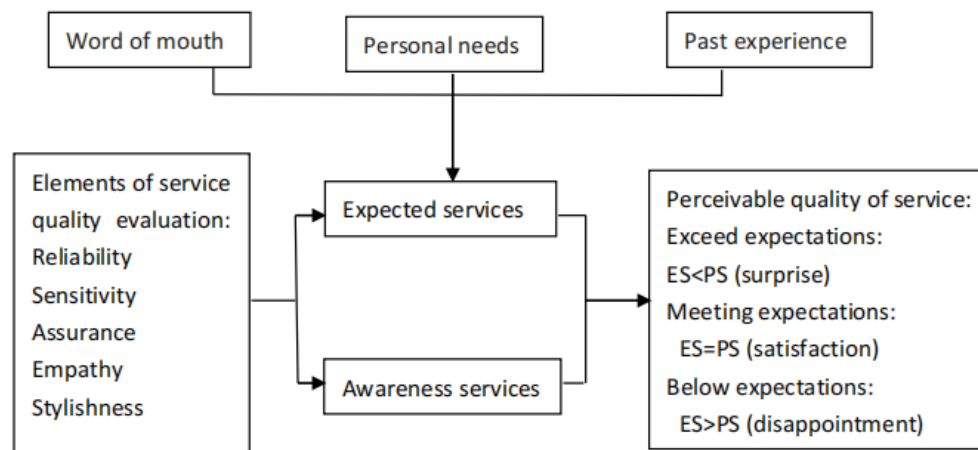 Word of mouth
Personal needs
Past experience
Elements of service
quality evaluation:
Reliability
Sensitivity
Assurance
Empathy
Stylishness
Expected services
Awareness services
Perceivable quality of service:
Exceed expectations:
ES<PS (surprise)
Meeting expectations:
ES=PS (satisfaction)
Below expectations:
ES>PS (disappointment)